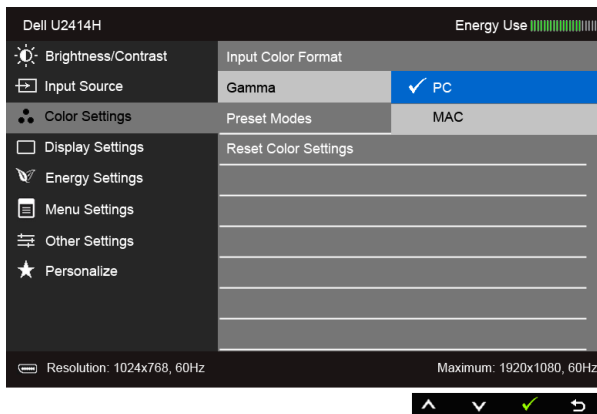 Dell U2414H Energy Use
Brightness/Contrast Input Color Format
Input Source Gamma PC
Color Settings Preset Modes MAC
Display Settings Reset Color Settings
Energy Settings
Menu Settings
Other Settings
Personalize
Resolution: 1024x768, 60Hz Maximum: 1920x1080, 60Hz